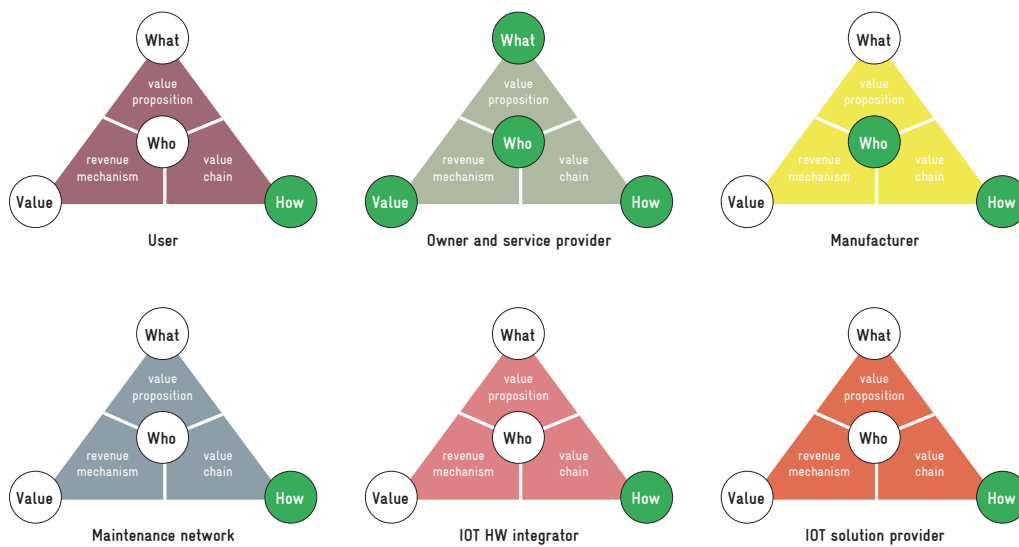 What
value
proposition
Who
revenue
mechanism
value
chain
Value
How
User
What
value
proposition
Who
revenue
mechanism
value
chain
Value
How
Owner and service provider
What
value
proposition
Who
revenue
mechanism
value
chain
Value
How
Manufacturer
What
value
proposition
Who
revenue
mechanism
value
chain
Value
How
Maintenance network
What
value
proposition
Who
revenue
mechanism
value
chain
Value
How
IOT HW integrator
What
value
proposition
Who
revenue
mechanism
value
chain
Value
How
IOT solution provider